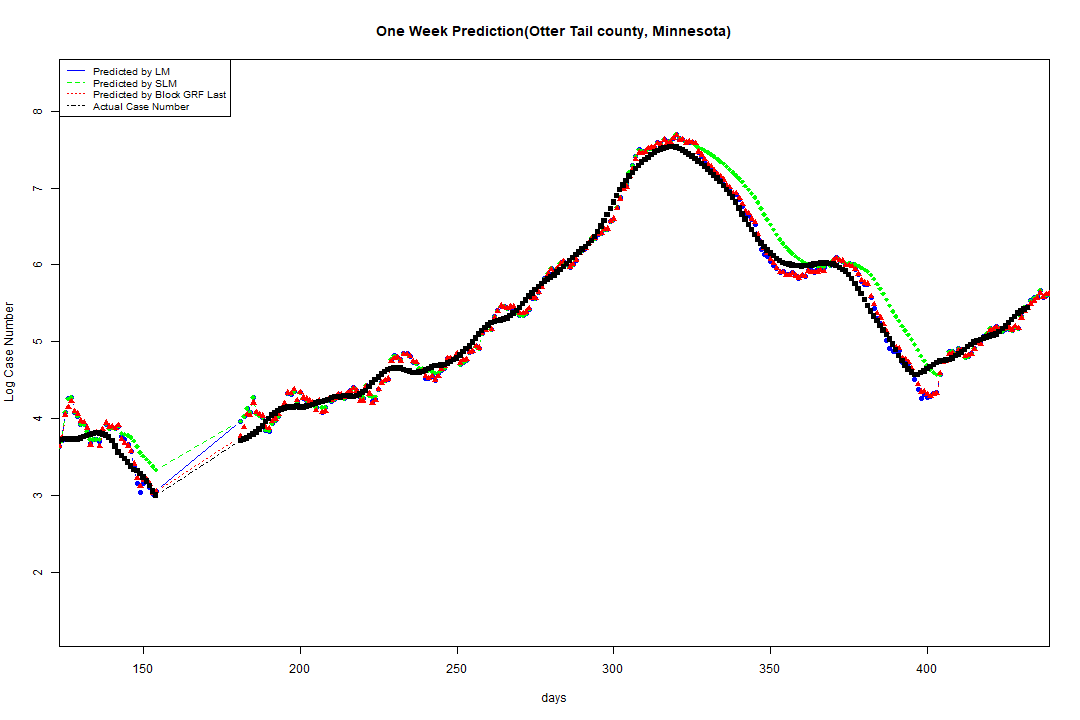 One Week Prediction(Otter Tail county, Minnesota)
Predicted by LM
Predicted by SLM
Predicted by Block GRF Last
Actual Case Number
Log Case Number
8
7
6
5
4
3
2
150 200 250 300 350 400
days